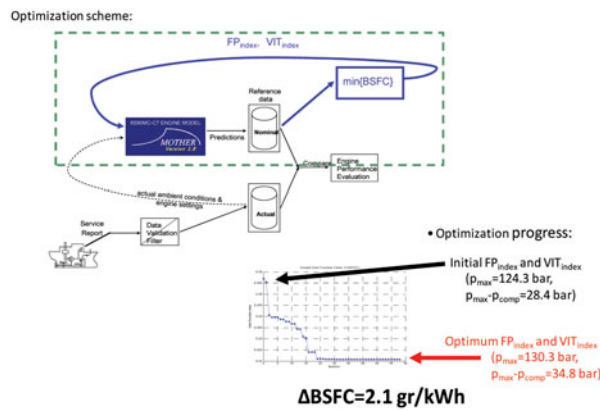 Optimization scheme:
FPindex, VITindex
min{BSFC}
Reference
data
Nominal
MOTHER
Version 1.0
Predictions
Compare
Engine
Performance
Evaluation
actual ambient conditions &
engine settings
Actual
Service
Report
Data
Validation
Filter
• Optimization progress:
Initial FPindex and VITindex
(pmax=124.3 bar,
pmax-pcomp=28.4 bar)
Optimum FPindex and VITindex
(pmax=130.3 bar,
pmax-pcomp=34.8 bar)
ΔBSFC=2.1 gr/kWh